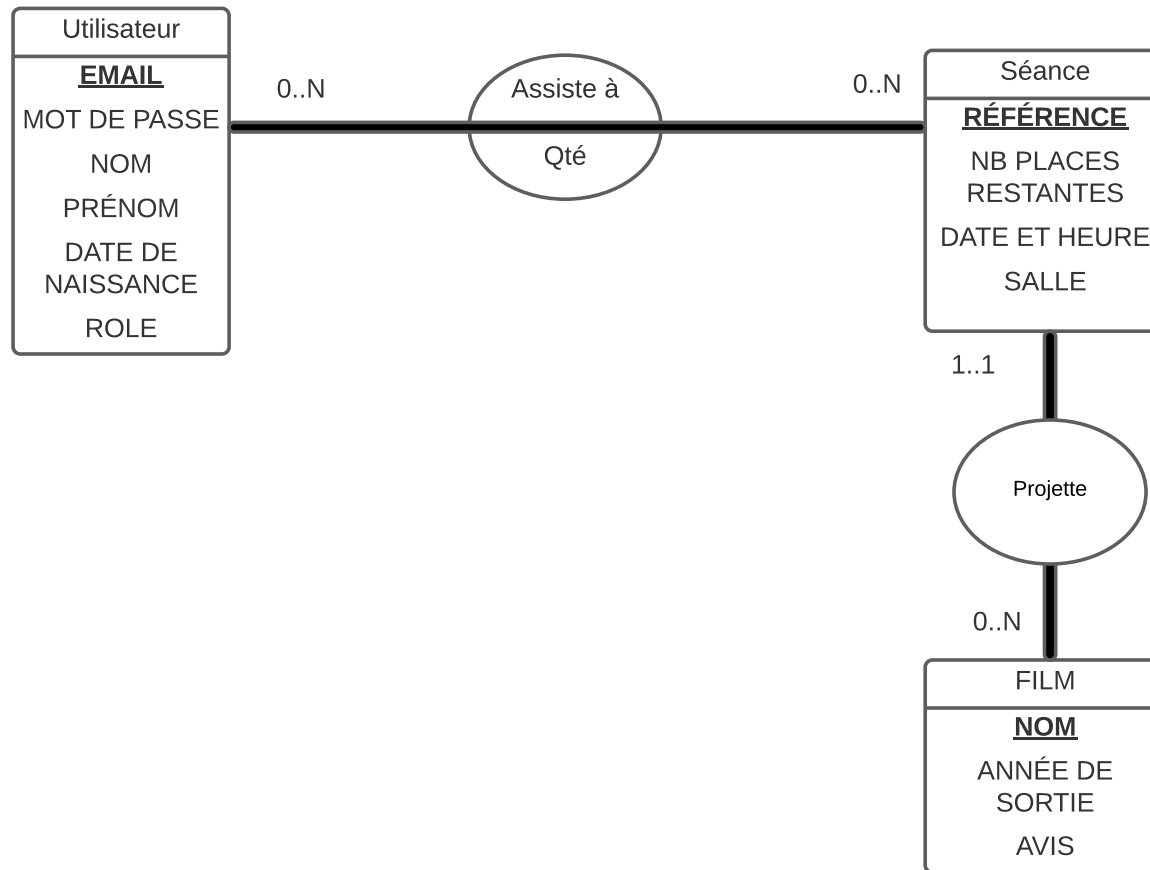 Utilisateur
EMAIL
MOT DE PASSE
NOM
PRÉNOM
DATE DE
NAISSANCE
ROLE
0..N
Assiste à
Qté
0..N
Séance
RÉFÉRENCE
NB PLACES
RESTANTES
DATE ET HEURE
SALLE
1..1
Projette
0..N
FILM
NOM
ANNÉE DE
SORTIE
AVIS